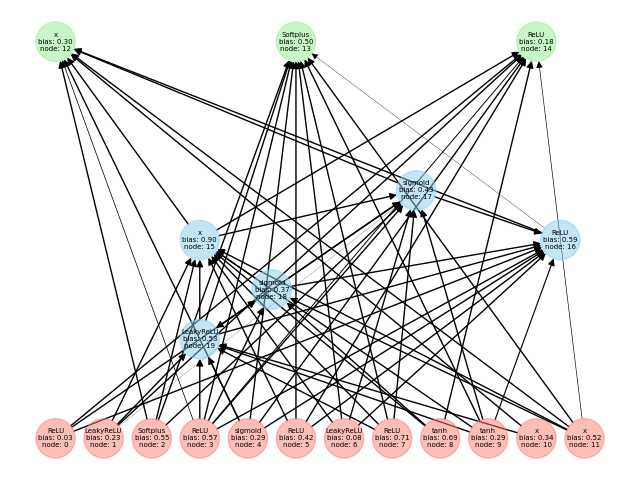 x
bias: 0.30
node: 12
Softplus
bias: 0.50
node: 13
ReLU
bias: 0.18
node: 14
sigmoid
bias: 0.49
node: 17
x
bias: 0.90
node: 15
ReLU
bias: 0.59
node: 16
sigmoid
bias: 0.37
node: 18
LeakyReLU
bias: 0.53
node: 19
ReLU
bias: 0.03
node: 0
LeakyReLU
bias: 0.23
node: 1
Softplus
bias: 0.55
node: 2
ReLU
bias: 0.57
node: 3
sigmoid
bias: 0.29
node: 4
ReLU
bias: 0.42
node: 5
LeakyReLU
bias: 0.08
node: 6
ReLU
bias: 0.71
node: 7
tanh
bias: 0.69
node: 8
tanh
bias: 0.29
node: 9
x
bias: 0.34
node: 10
x
bias: 0.52
node: 11